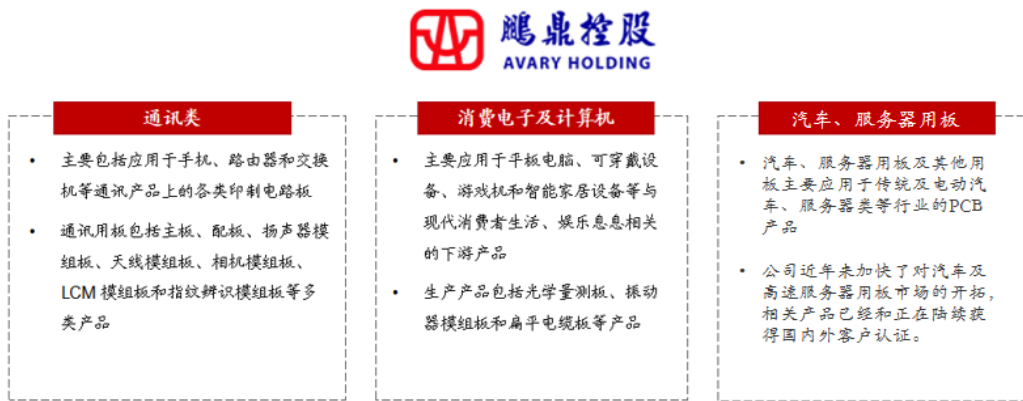 鵬鼎控股
AVARY HOLDING
通讯类
• 主要包括应用于手机、路由器和交换
机等通讯产品上的各类印制电路板
• 通讯用板包括主板、配板、扬声器模
组板、天线模组板、相机模组板、
LCM 模组板和指纹辨识模组板等多
类产品
消费电子及计算机
• 主要应用于平板电脑、可穿戴设
备、游戏机和智能家居设备等与
现代消费者生活、娱乐息息相关
的下游产品
• 生产产品包括光学量测板、振动
器模组板和扁平电缆板等产品
汽车、服务器用板
• 汽车、服务器用板及其他用
板主要应用于传统及电动汽
车、服务器类等行业的PCB
产品
• 公司近年来加快了对汽车及
高速服务器用板市场的开拓，
相关产品已经和正在陆续获
得国内外客户认证。